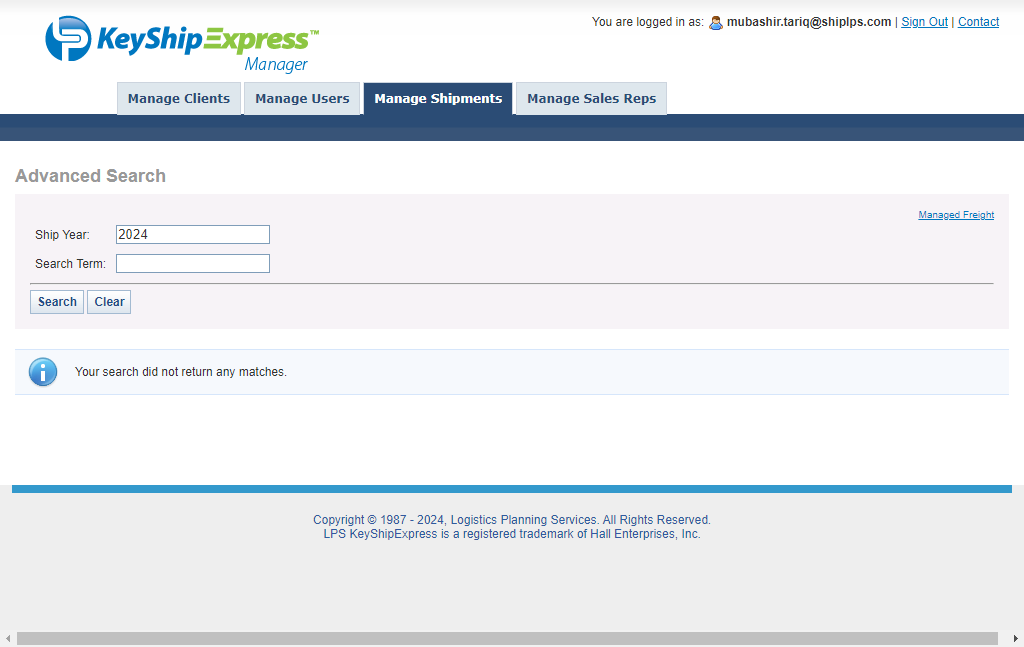 You are logged in as: mubashir.tariq@shiplps.com | Sign Out | Contact
KeyShipExpress™
Manager
Manage Clients Manage Users Manage Shipments Manage Sales Reps
Advanced Search
Managed Freight
Ship Year: 2024
Search Term:
Search Clear
Your search did not return any matches.
Copyright © 1987 - 2024, Logistics Planning Services. All Rights Reserved.
LPS KeyShipExpress is a registered trademark of Hall Enterprises, Inc.